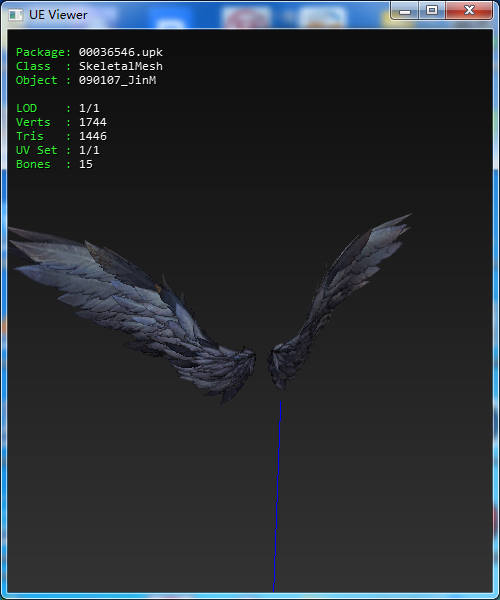 UE Viewer
Package: 00036546.upk
Class : SkeletalMesh
Object : 090107_JinM
LOD : 1/1
Verts : 1744
Tris : 1446
UV Set : 1/1
Bones : 15